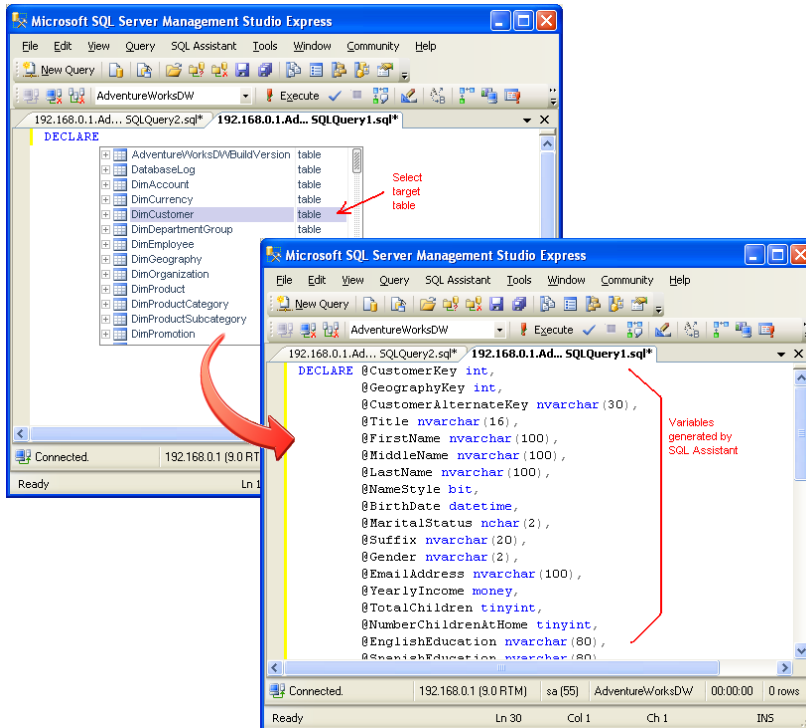 Microsoft SQL Server Management Studio Express
File Edit View Query SQL Assistant Tools Window Community Help
New Query
AdventureWorksDW Execute
192.168.0.1.Ad... SQLQuery2.sql* 192.168.0.1.Ad... SQLQuery1.sql*
DECLARE
AdventureWorksDWBuildVersion table
DatabaseLog table
DimAccount table
DimCurrency table
DimCustomer table
DimDepartmentGroup table
DimEmployee
DimGeography
DimOrganization
DimProduct
DimProductCategory
DimProductSubcategory
DimPromotion
Select
target
table
Connected. 192.168.0.1 (9.0 RT
Ready Ln 1
Microsoft SQL Server Management Studio Express
File Edit View Query SQL Assistant Tools Window Community Help
New Query
AdventureWorksDW Execute
192.168.0.1.Ad... SQLQuery2.sql* 192.168.0.1.Ad... SQLQuery1.sql*
DECLARE @CustomerKey int,
@GeographyKey int,
@CustomerAlternateKey nvarchar(30),
@Title nvarchar(16),
@FirstName nvarchar(100),
@MiddleName nvarchar(100),
@LastName nvarchar(100),
@NameStyle bit,
@BirthDate datetime,
@MaritalStatus nchar(2),
@Suffix nvarchar(20),
@Gender nvarchar(2),
@EmailAddress nvarchar(100),
@YearlyIncome money,
@TotalChildren tinyint,
@NumberChildrenAtHome tinyint,
@EnglishEducation nvarchar(80),
@SpanishEducation nvarchar(80)
Variables
generated by
SQL Assistant
Connected. 192.168.0.1 (9.0 RTM) sa (55) AdventureWorksDW 00:00:00 0 rows
Ready Ln 30 Col 1 Ch 1 INS